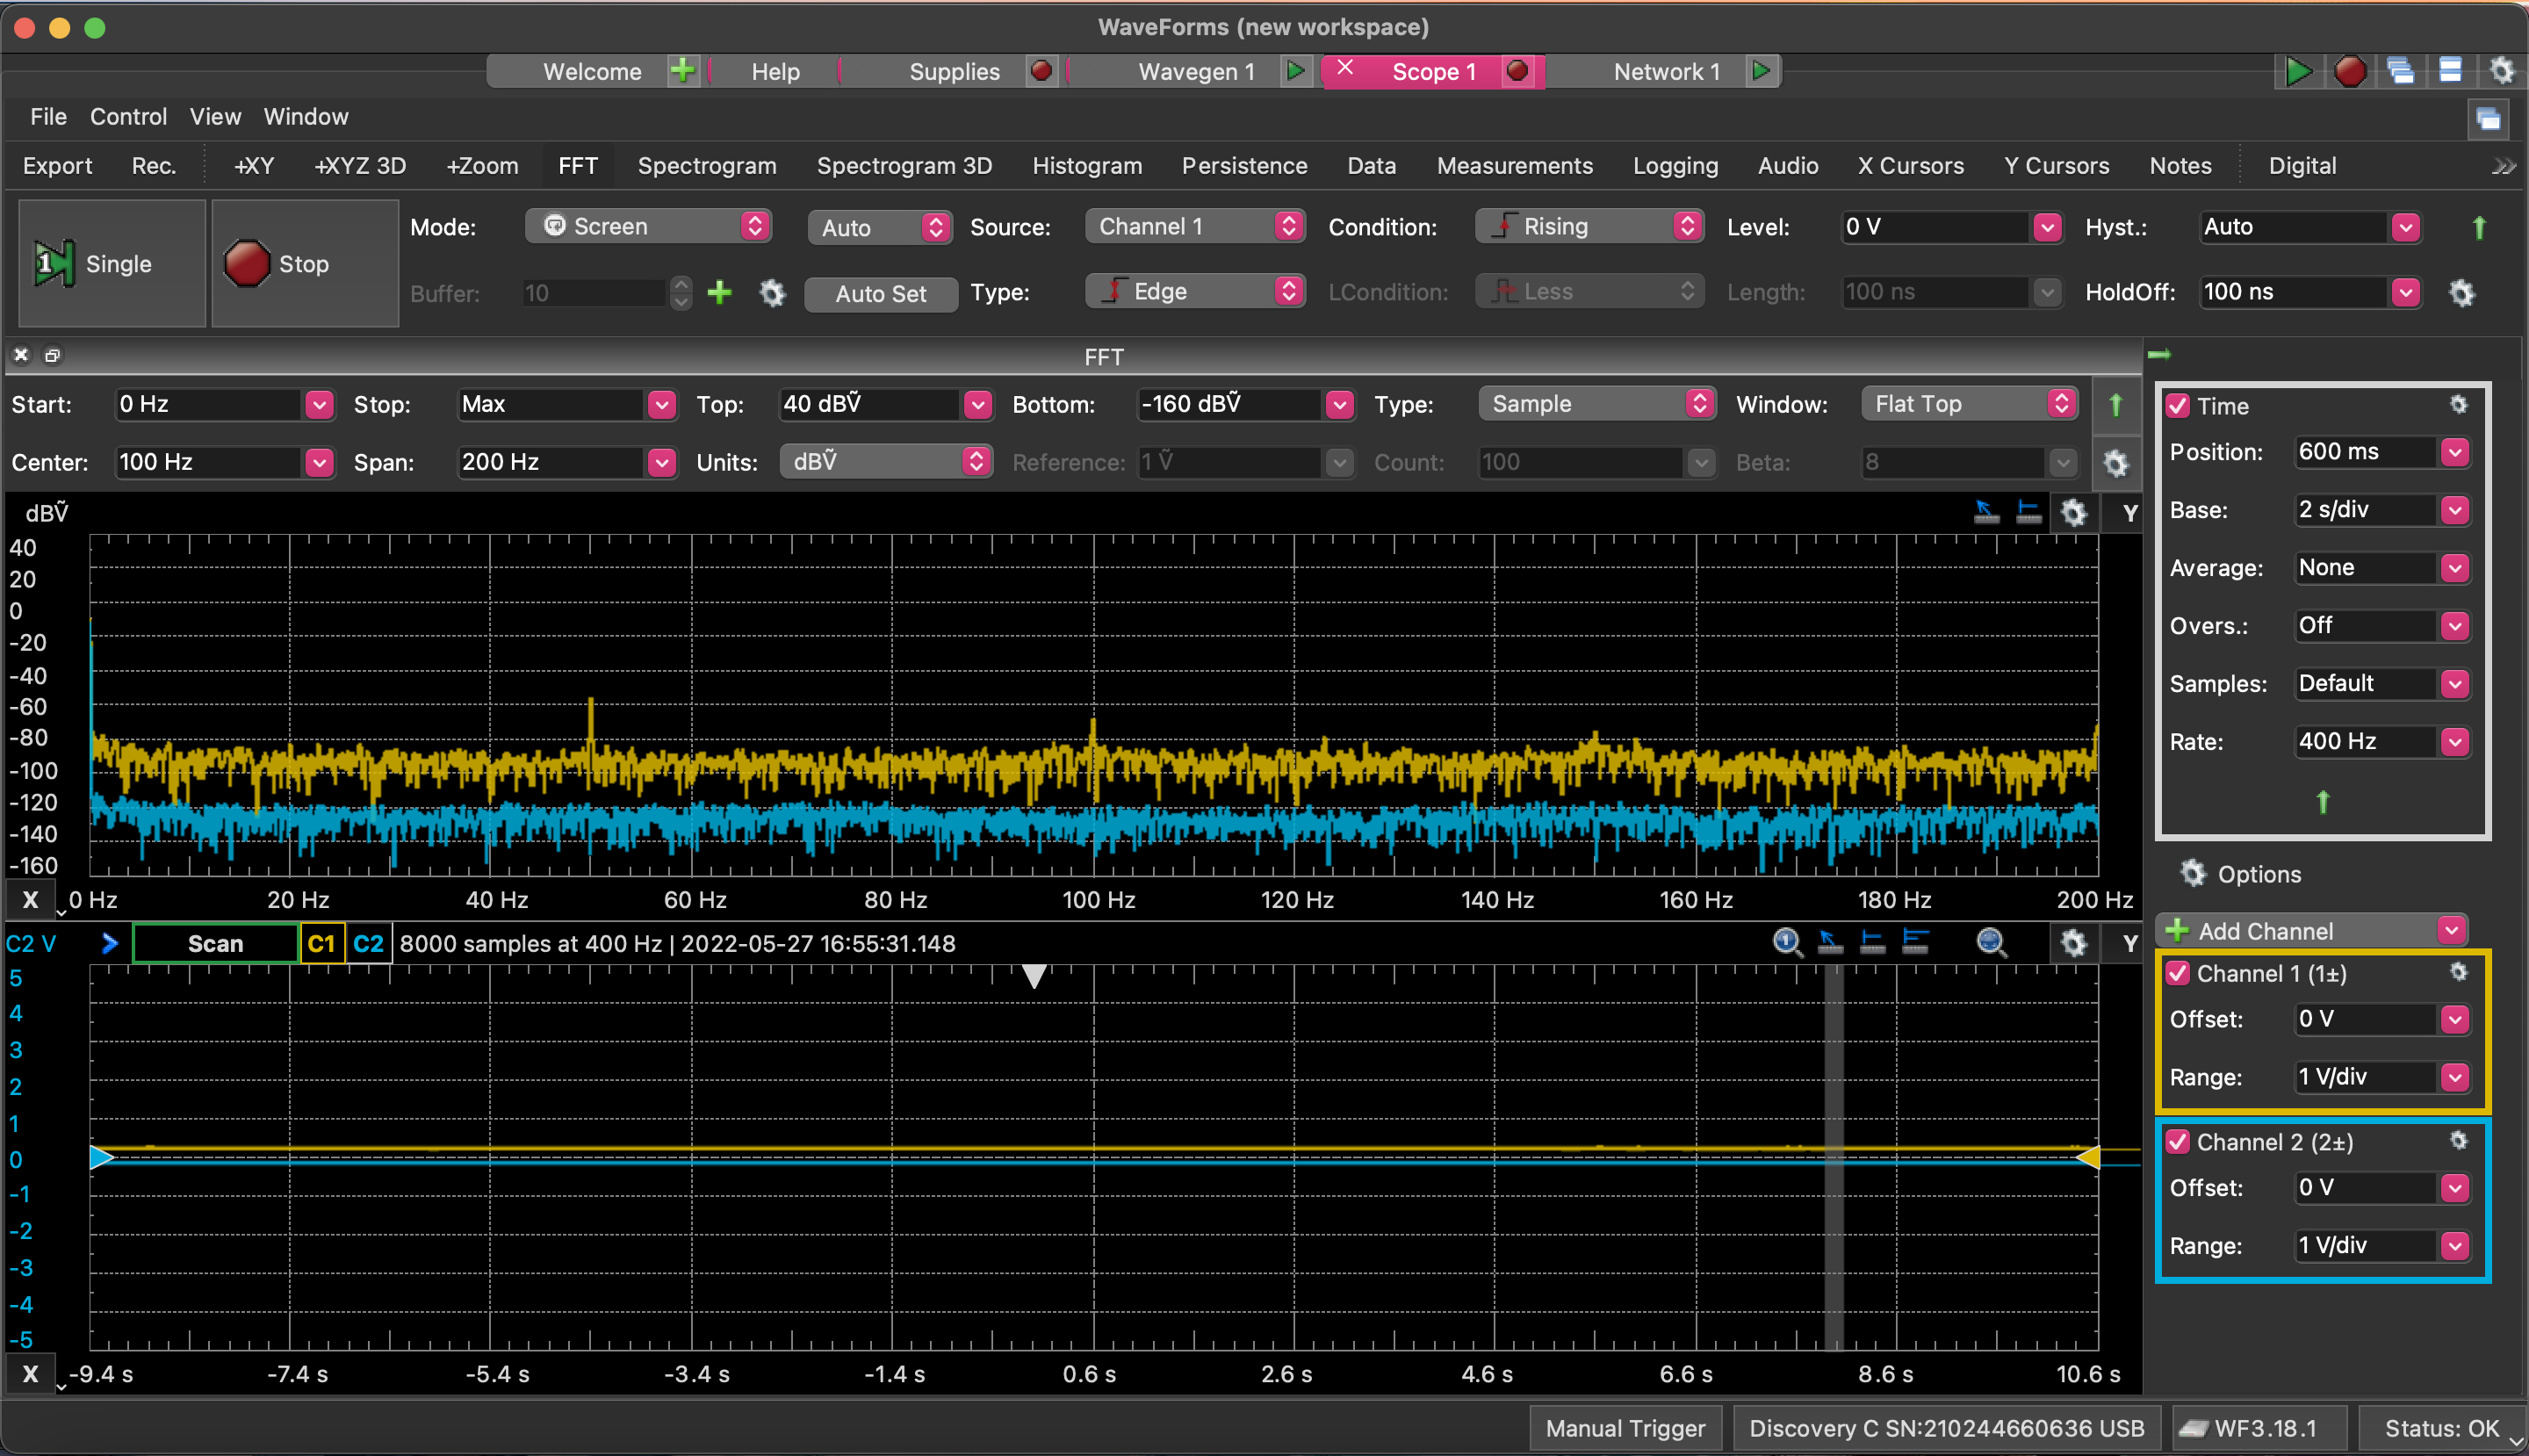 WaveForms (new workspace)
Welcome Help Supplies Wavegen 1 Scope 1 Network 1
File Control View Window
Export Rec. +XY +XYZ 3D +Zoom FFT Spectrogram Spectrogram 3D Histogram Persistence Data Measurements Logging Audio X Cursors Y Cursors Notes Digital
Single
Stop
Mode: Screen Auto Source: Channel 1 Condition: Rising Level: 0 V Hyst.: Auto
Buffer: 10 Auto Set Type: Edge LCondition: Less Length: 100 ns HoldOff: 100 ns
FFT
Start: 0 Hz Stop: Max Top: 40 dBṼ Bottom: -160 dBṼ Type: Sample Window: Flat Top
Center: 100 Hz Span: 200 Hz Units: dBṼ Reference: 1 Ṽ Count: 100 Beta: 8
dBṼ Y
40
20
0
-20
-40
-60
-80
-100
-120
-140
-160
X 0 Hz 20 Hz 40 Hz 60 Hz 80 Hz 100 Hz 120 Hz 140 Hz 160 Hz 180 Hz 200 Hz
C2 V Scan C1 C2 8000 samples at 400 Hz | 2022-05-27 16:55:31.148 Y
5
4
3
2
1
0
-1
-2
-3
-4
-5
X -9.4 s -7.4 s -5.4 s -3.4 s -1.4 s 0.6 s 2.6 s 4.6 s 6.6 s 8.6 s 10.6 s
Time
Position: 600 ms
Base: 2 s/div
Average: None
Overs.: Off
Samples: Default
Rate: 400 Hz
Options
Add Channel
Channel 1 (1±)
Offset: 0 V
Range: 1 V/div
Channel 2 (2±)
Offset: 0 V
Range: 1 V/div
Manual Trigger Discovery C SN:210244660636 USB WF3.18.1 Status: OK